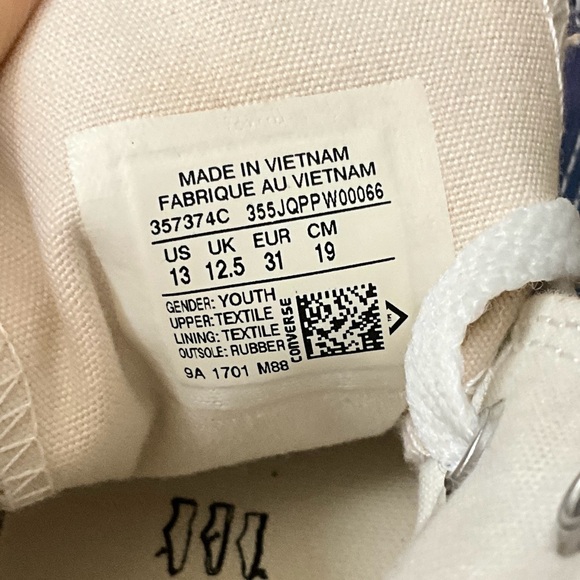 MADE IN VIETNAM
FABRIQUE AU VIETNAM
357374C 355JQPPW00066
US UK EUR CM
13 12.5 31 19
GENDER: YOUTH
UPPER: TEXTILE
LINING: TEXTILE
OUTSOLE: RUBBER
CONVERSE
9A 1701 M88